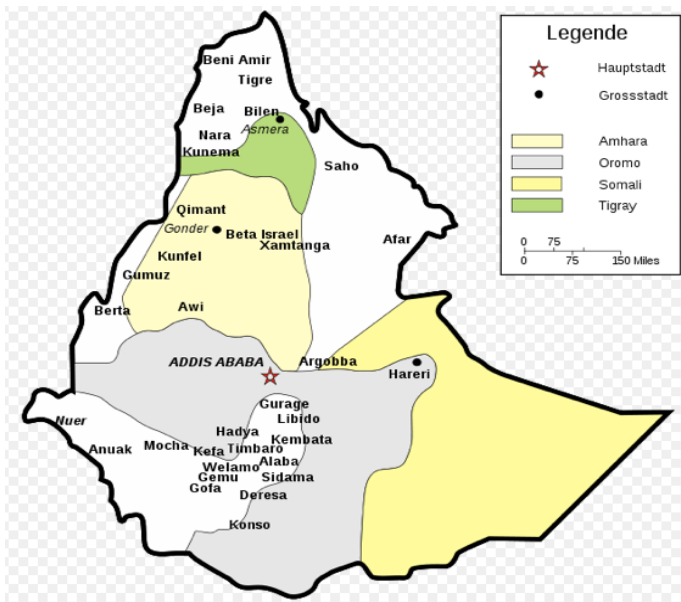 Beni Amir
Tigre
Beja
Bilen
Asmera
Nara
Kunema
Saho
Qimant
Gonder
Beta Israel
Xamtanga
Afar
Kunfel
Gumuz
Berta
Awi
ADDIS ABABA
Argobba
Hareri
Nuer
Gurage
Libido
Hadya
Kembata
Anuak
Mocha
Kefa
Timbaro
Alaba
Welamo
Gemu
Sidama
Gofa
Deresa
Konso
Legende
Hauptstadt
Grossstadt
Amhara
Oromo
Somali
Tigray
0 75
0 75 150 Miles